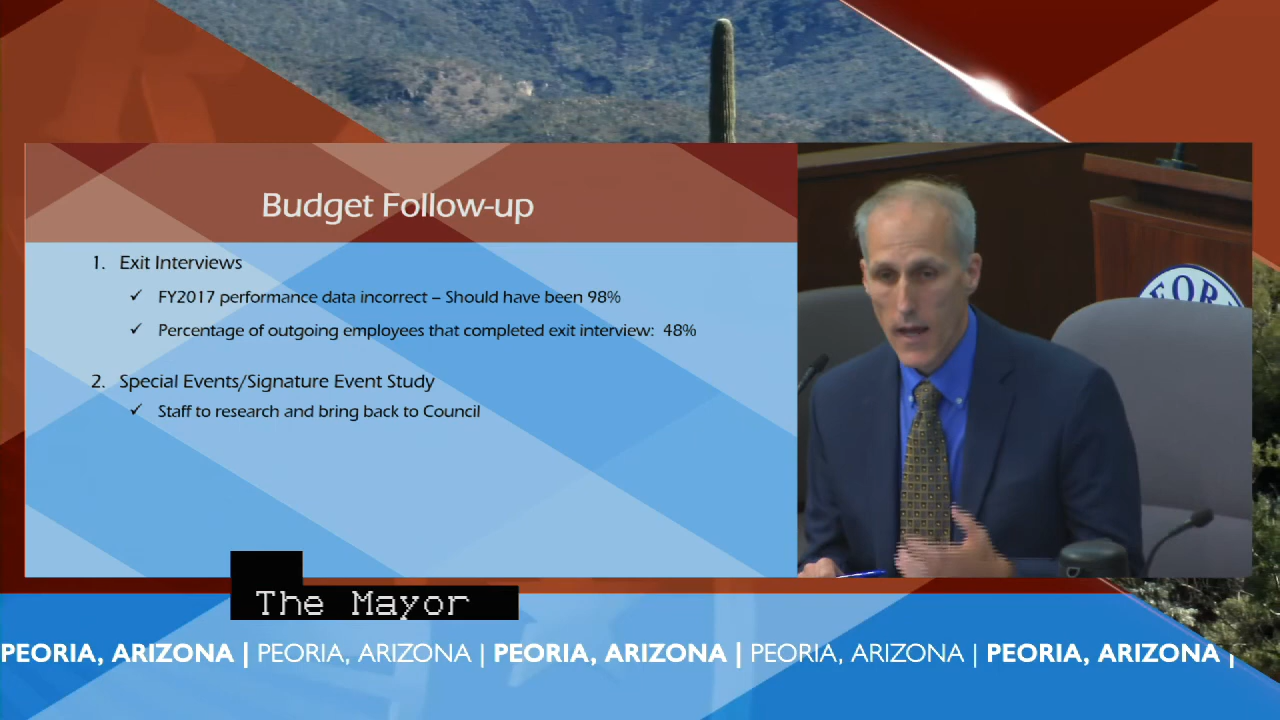 Budget Follow-up
1. Exit Interviews
✓ FY2017 performance data incorrect – Should have been 98%
✓ Percentage of outgoing employees that completed exit interview: 48%
2. Special Events/Signature Event Study
✓ Staff to research and bring back to Council
The Mayor
PEORIA, ARIZONA | PEORIA, ARIZONA | PEORIA, ARIZONA | PEORIA, ARIZONA | PEORIA, ARIZONA |